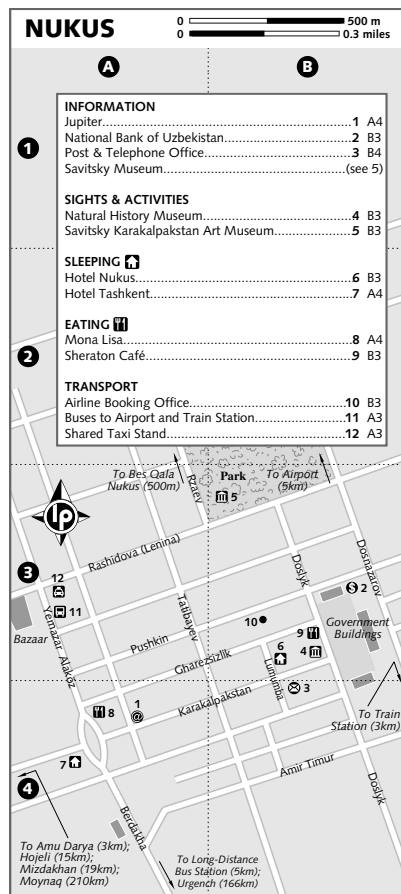 NUKUS
0 500 m
0 0.3 miles
A
B
1
INFORMATION
Jupiter 1 A4
National Bank of Uzbekistan 2 B3
Post & Telephone Office 3 B4
Savitsky Museum (see 5)
SIGHTS & ACTIVITIES
Natural History Museum 4 B3
Savitsky Karakalpakstan Art Museum 5 B3
SLEEPING
Hotel Nukus 6 B3
Hotel Tashkent 7 A4
2
EATING
Mona Lisa 8 A4
Sheraton Café 9 B3
TRANSPORT
Airline Booking Office 10 B3
Buses to Airport and Train Station 11 A3
Shared Taxi Stand 12 A3
To Bes Qala
Nukus (500m)
Rzaev
Park
5
To Airport
(5km)
lp
Rashidova (Lenina)
Doslyk
Dosnazarov
3
12
11
Bazaar
Yernazar Alaköz
Pushkin
Tatibayev
Gharezsizlik
10
2
9
Government
Buildings
6
4
Lumumba
3
Karakalpakstan
8
1
@
To Train
Station (3km)
7
Amir Timur
4
Berdakha
Doslyk
To Amu Darya (3km);
Hojeli (15km);
Mizdakhan (19km);
Moynaq (210km)
To Long-Distance
Bus Station (5km);
Urgench (166km)